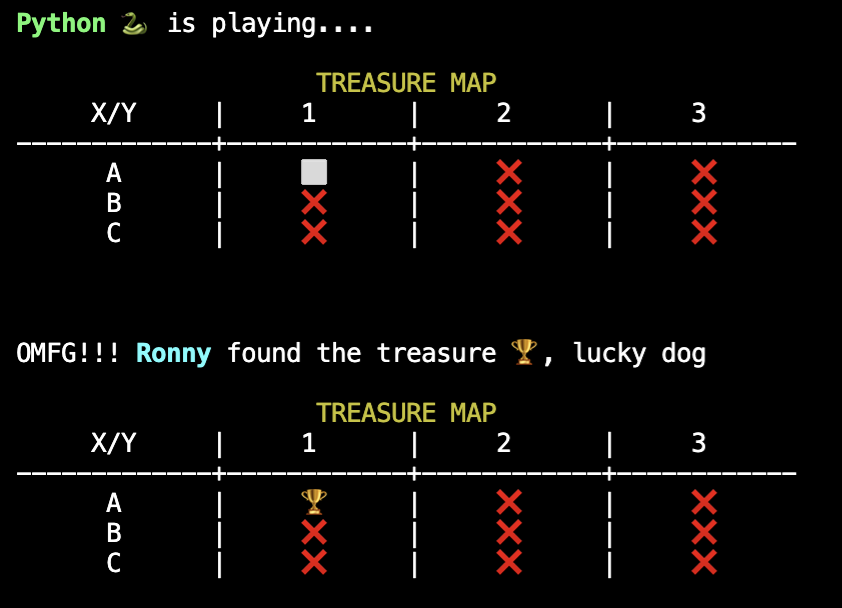 Python 🐍 is playing....
TREASURE MAP
X/Y | 1 | 2 | 3
-------------+------------+------------+------------
A | ⬜ | ❌ | ❌
B | ❌ | ❌ | ❌
C | ❌ | ❌ | ❌
OMFG!!! Ronny found the treasure 🏆, lucky dog
TREASURE MAP
X/Y | 1 | 2 | 3
-------------+------------+------------+------------
A | 🏆 | ❌ | ❌
B | ❌ | ❌ | ❌
C | ❌ | ❌ | ❌